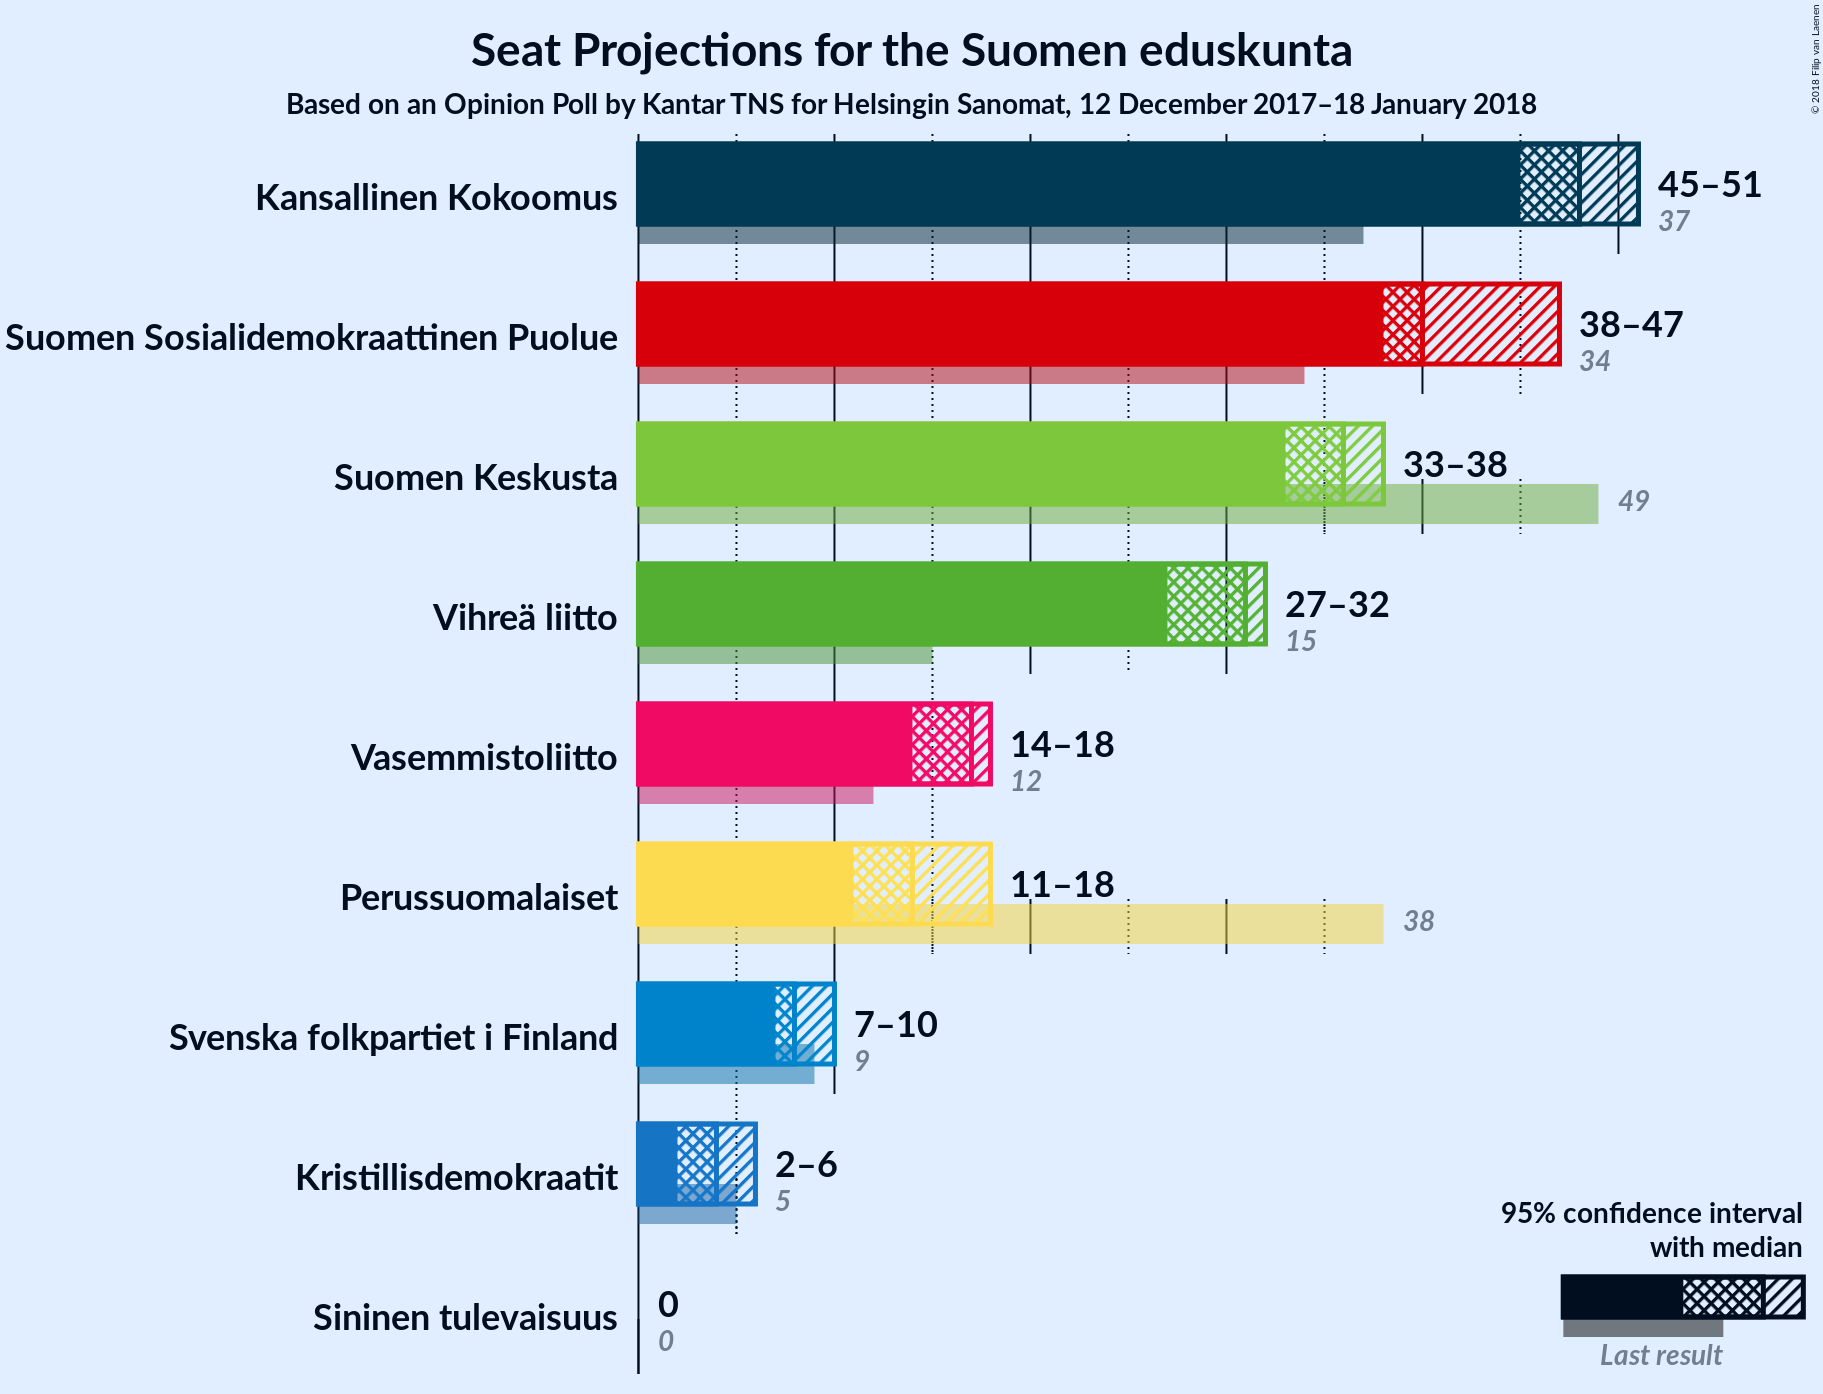 Seat Projections for the Suomen eduskunta
Based on an Opinion Poll by Kantar TNS for Helsingin Sanomat, 12 December 2017–18 January 2018
© 2018 Filip van Laenen
Kansallinen Kokoomus
45–51
37
Suomen Sosialidemokraattinen Puolue
38–47
34
Suomen Keskusta
33–38
49
Vihreä liitto
27–32
15
Vasemmistoliitto
14–18
12
Perussuomalaiset
11–18
38
Svenska folkpartiet i Finland
7–10
9
Kristillisdemokraatit
2–6
5
Sininen tulevaisuus
0
0
95% confidence interval
with median
Last result